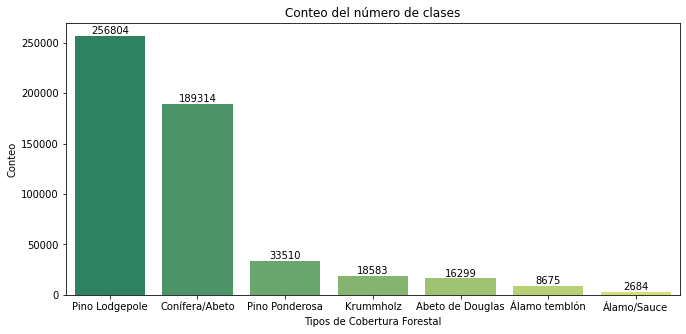 Conteo del número de clases
256804
189314
33510
18583
16299
8675
2684
250000
200000
150000
100000
50000
0
Conteo
Pino Lodgepole
Conífera/Abeto
Pino Ponderosa
Krummholz
Abeto de Douglas
Álamo temblón
Álamo/Sauce
Tipos de Cobertura Forestal